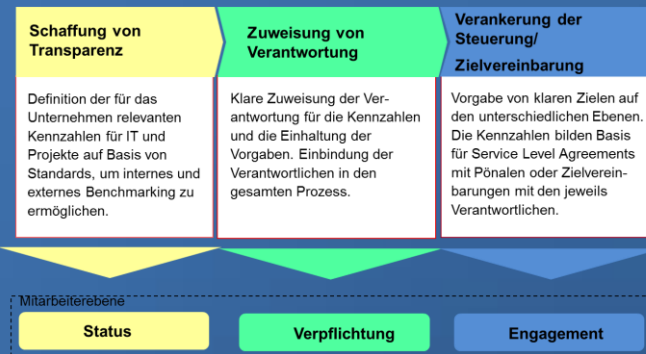 Schaffung von
Transparenz
Zuweisung von
Verantwortung
Verankerung der
Steuerung/
Zielvereinbarung
Definition der für das
Unternehmen relevanten
Kennzahlen für IT und
Projekte auf Basis von
Standards, um internes und
externes Benchmarking zu
ermöglichen.
Klare Zuweisung der Ver-
antwortung für die Kennzahlen
und die Einhaltung der
Vorgaben. Einbindung der
Verantwortlichen in den
gesamten Prozess.
Vorgabe von klaren Zielen auf
den unterschiedlichen Ebenen.
Die Kennzahlen bilden Basis
für Service Level Agreements
mit Pönalen oder Zielverein-
barungen mit den jeweils
Verantwortlichen.
Mitarbeiterebene
Status
Verpflichtung
Engagement